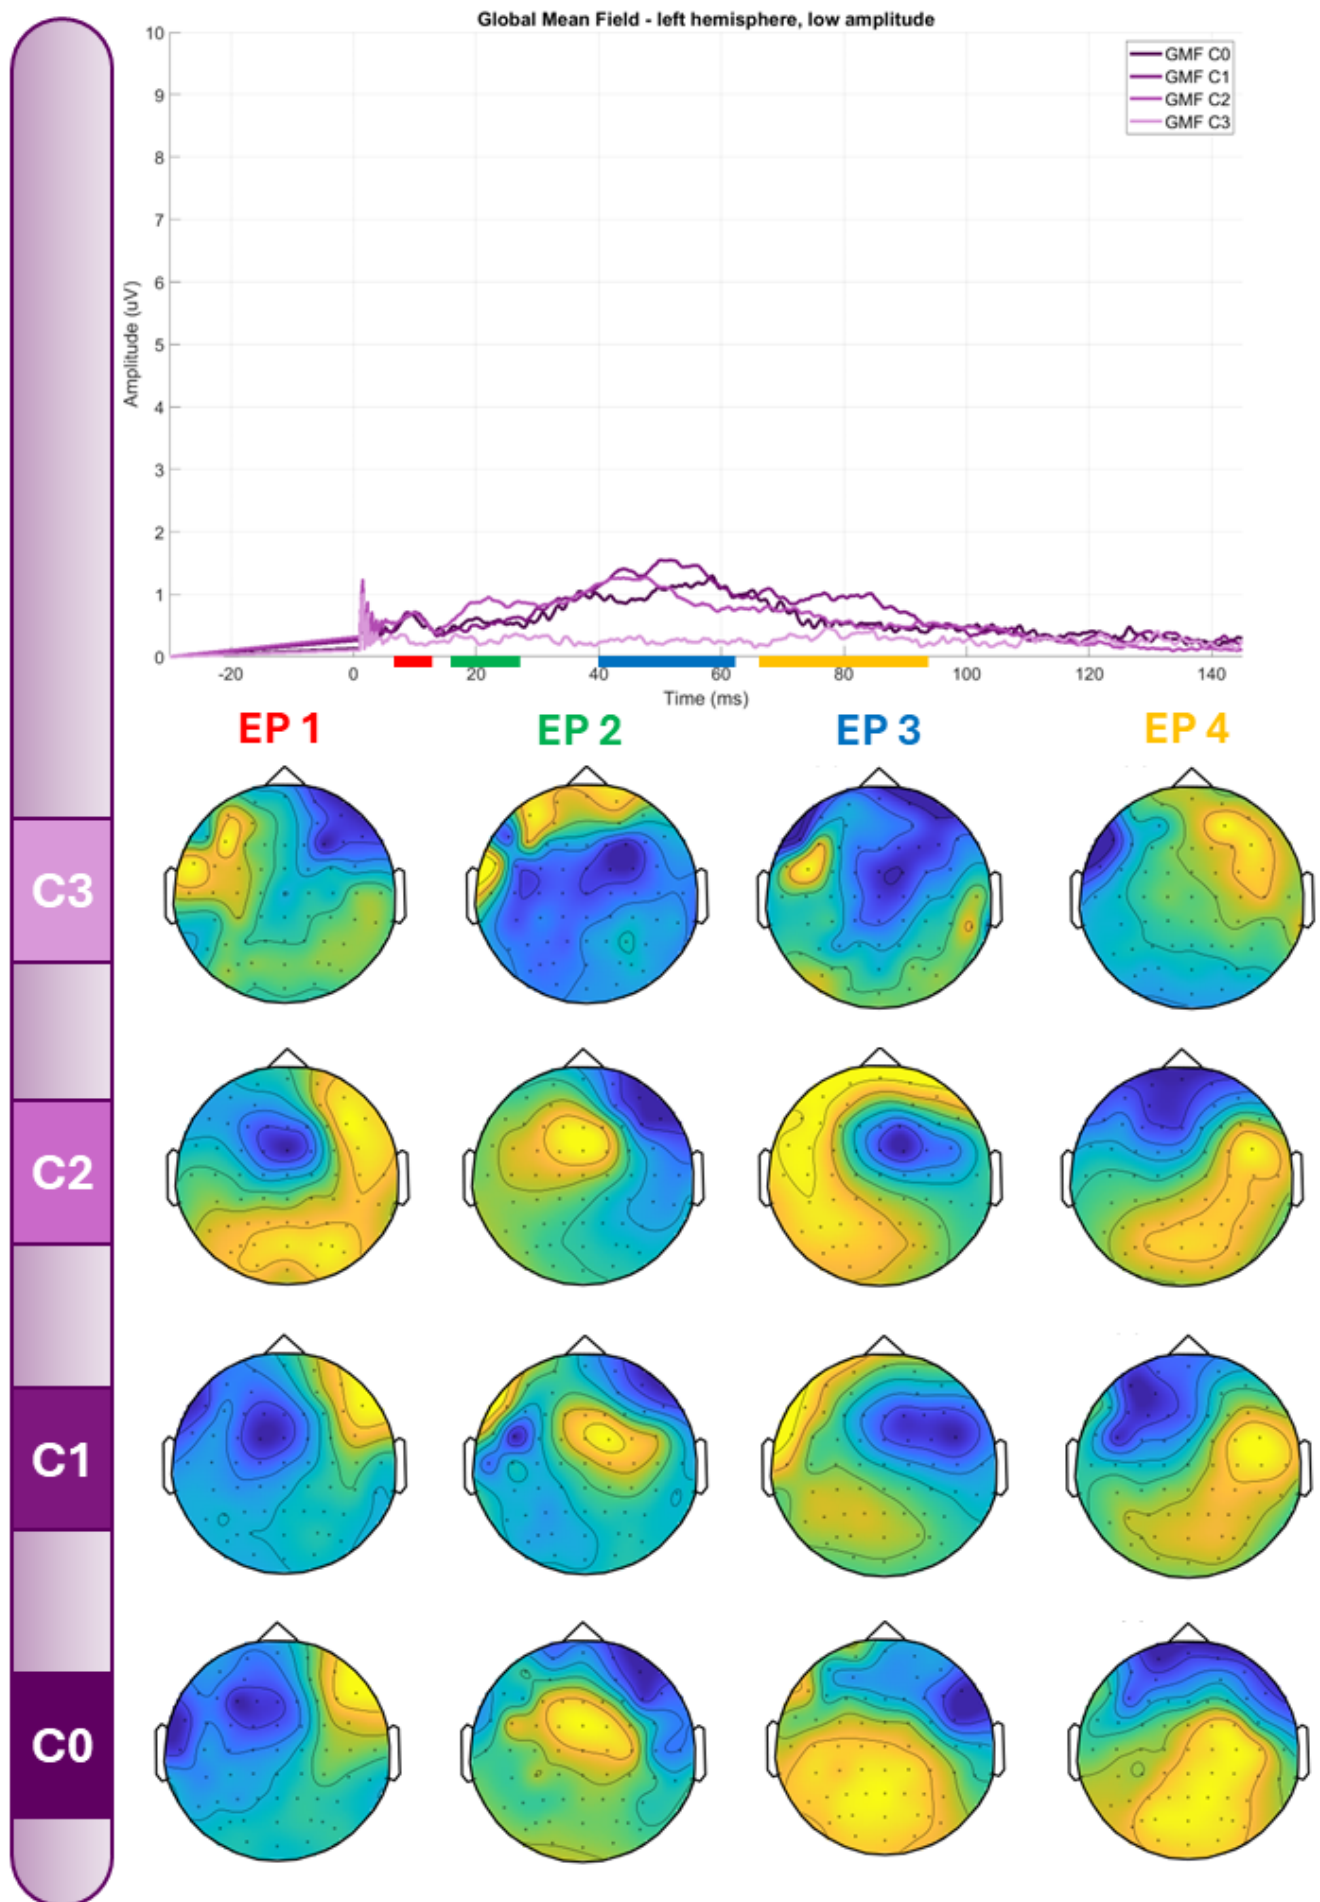 Global Mean Field - left hemisphere, low amplitude
GMF C0
GMF C1
GMF C2
GMF C3
10
9
8
7
6
5
4
3
2
1
0
Amplitude (uV)
-20 0 20 40 60 80 100 120 140
Time (ms)
EP 1 EP 2 EP 3 EP 4
C3
C2
C1
C0